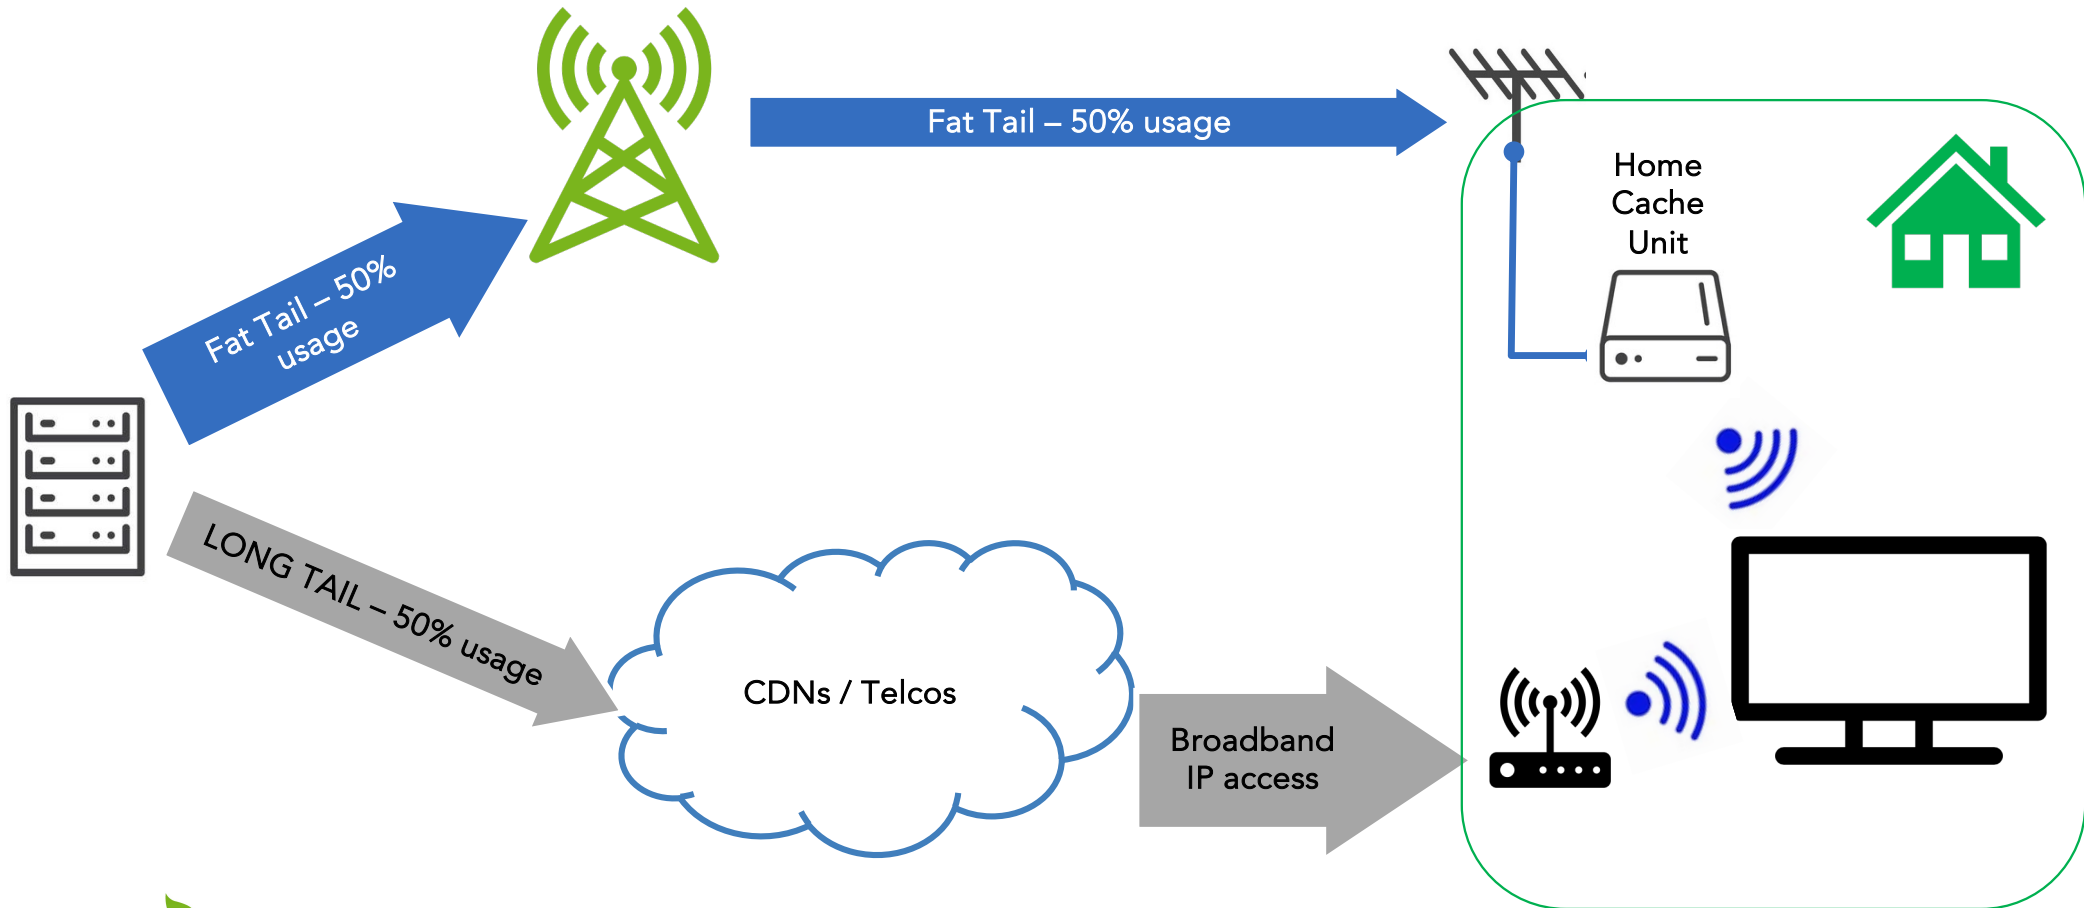 Fat Tail – 50% usage
Home
Cache
Unit
Fat Tail – 50%
usage
LONG TAIL – 50% usage
CDNs / Telcos
Broadband
IP access